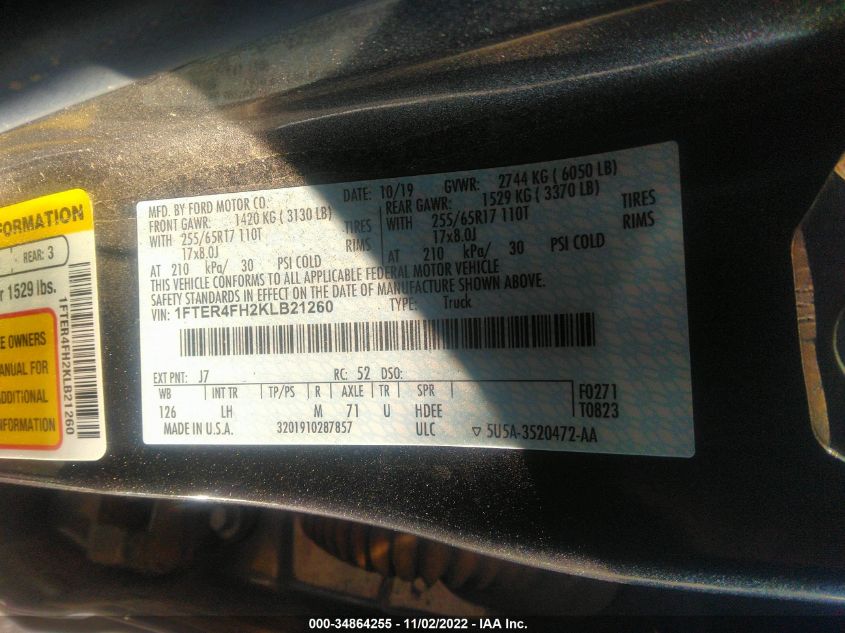 FORMATION
REAR: 3
r 1529 lbs.
E OWNERS
ANUAL FOR
ADDITIONAL
1FTER4FH2KLB21260
MFD. BY FORD MOTOR CO.
DATE: 10/19 GVWR: 2744 KG ( 6050 LB)
FRONT GAWR: 1420 KG ( 3130 LB)
WITH 255/65R17 110T TIRES
17x8.0J RIMS
AT 210 kPa/ 30 PSI COLD
REAR GAWR: 1529 KG ( 3370 LB)
WITH 255/65R17 110T TIRES
17x8.0J RIMS
AT 210 kPa/ 30 PSI COLD
THIS VEHICLE CONFORMS TO ALL APPLICABLE FEDERAL MOTOR VEHICLE
SAFETY STANDARDS IN EFFECT ON THE DATE OF MANUFACTURE SHOWN ABOVE.
VIN: 1FTER4FH2KLB21260 TYPE: Truck
EXT PNT: J7 RC: 52 DSO:
WB INT TR TP/PS R AXLE TR SPR F0271
126 LH M 71 U HDEE T0823
MADE IN U.S.A. 3201910287857 ULC ▽ 5U5A-3520472-AA
000-34864255 - 11/02/2022 - IAA Inc.